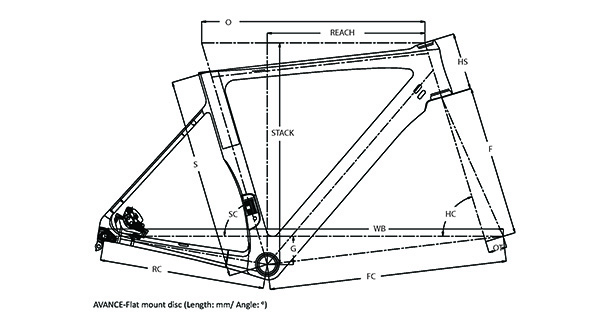 O
REACH
HS
STACK
S
F
SC
HC
WB
G
OT
RC
FC
AVANCE-Flat mount disc (Length: mm/ Angle: º)